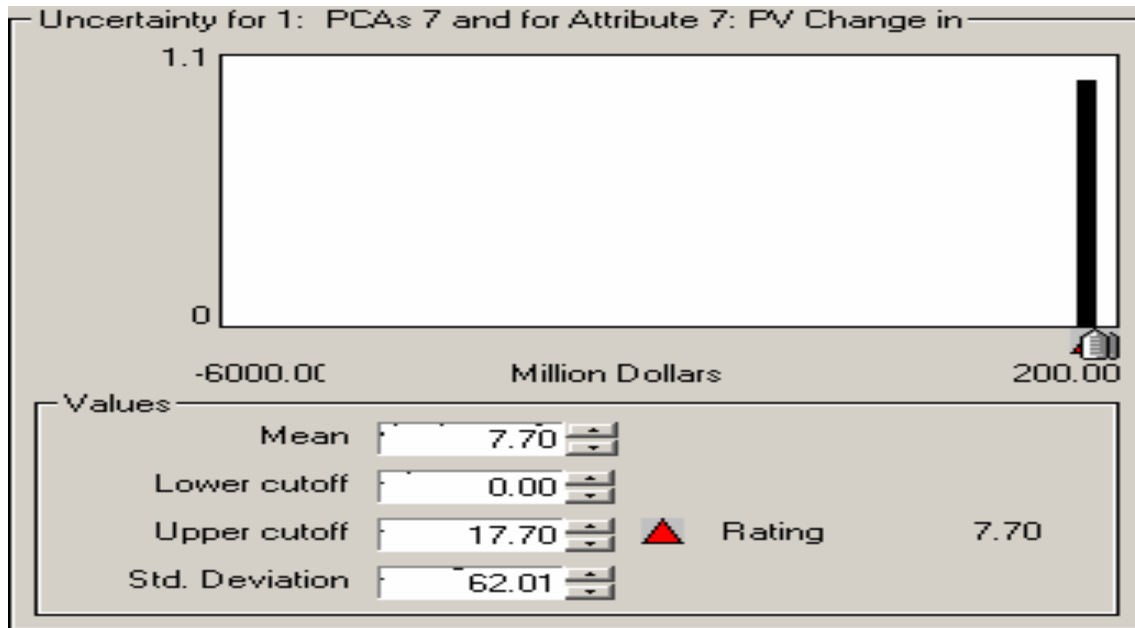 Uncertainty for 1: PCAs 7 and for Attribute 7: PV Change in
1.1
0
-6000.00 Million Dollars 200.00
Values
Mean 7.70
Lower cutoff 0.00
Upper cutoff 17.70 Rating 7.70
Std. Deviation 62.01